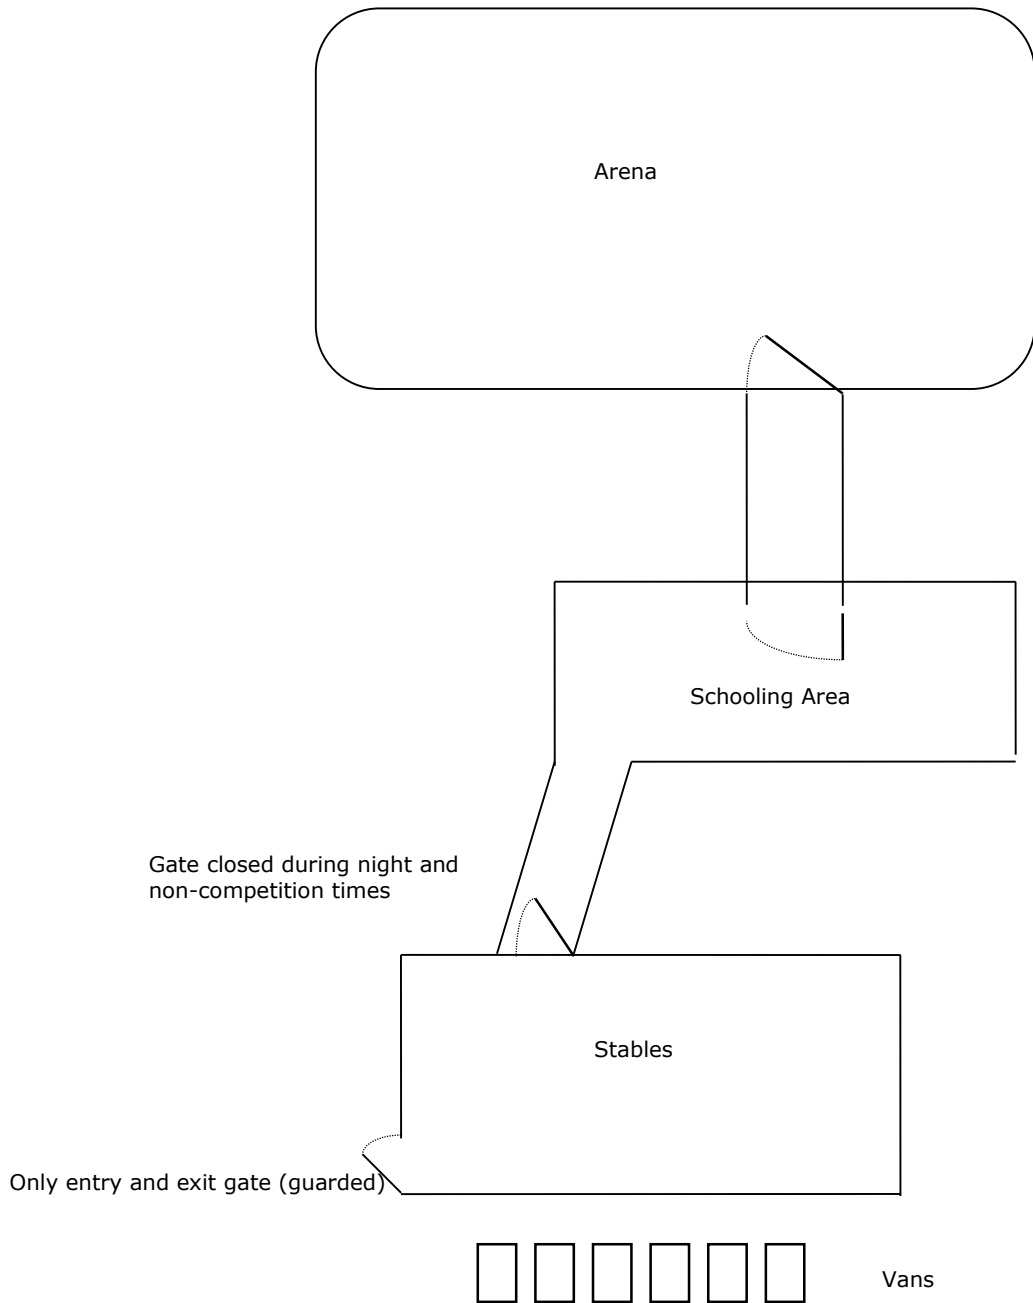 Arena
Schooling Area
Gate closed during night and
non-competition times
Stables
Only entry and exit gate (guarded)
Vans